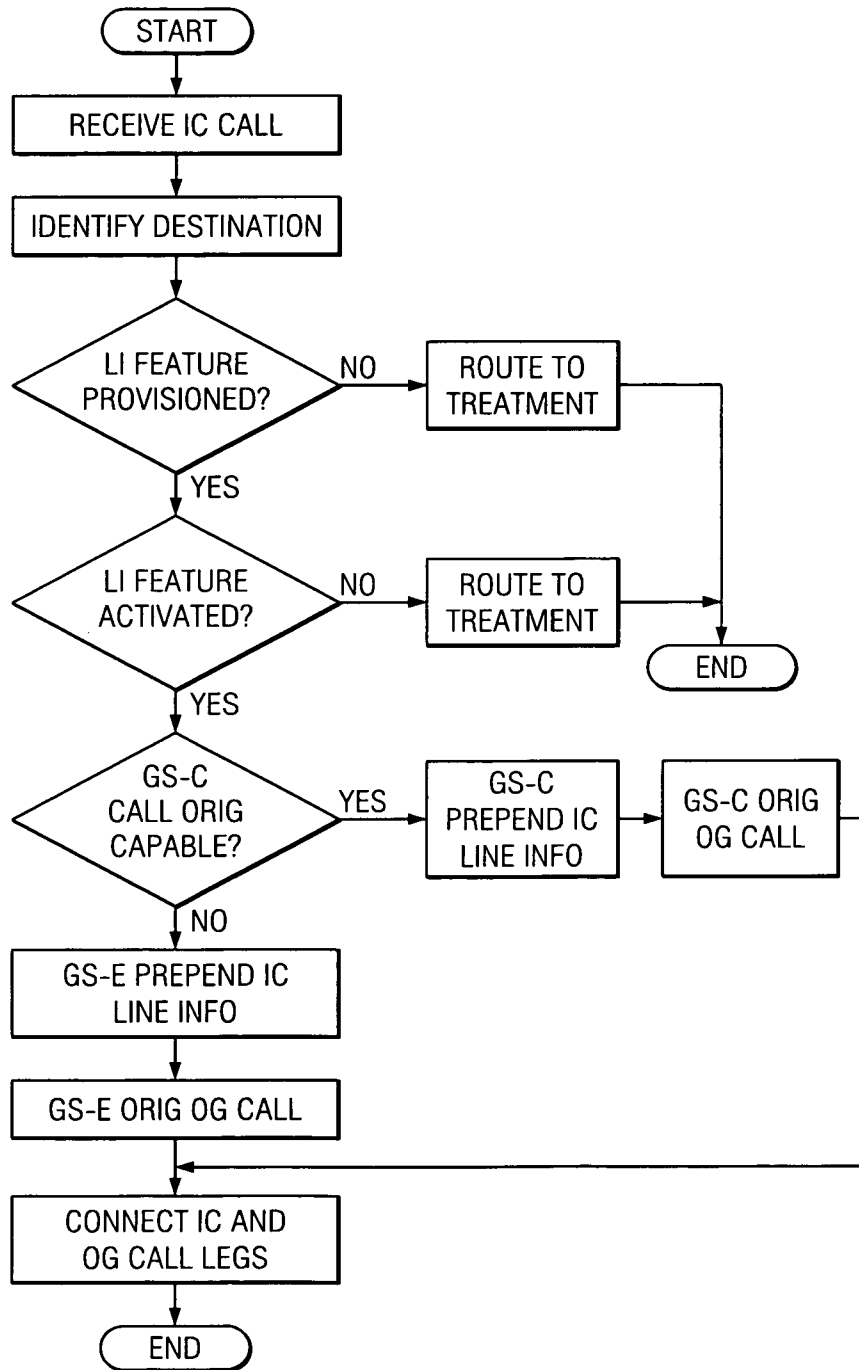 START
RECEIVE IC CALL
IDENTIFY DESTINATION
LI FEATURE
PROVISIONED?
NO
ROUTE TO
TREATMENT
YES
LI FEATURE
ACTIVATED?
NO
ROUTE TO
TREATMENT
END
YES
GS-C
CALL ORIG
CAPABLE?
YES
GS-C
PREPEND IC
LINE INFO
GS-C ORIG
OG CALL
NO
GS-E PREPEND IC
LINE INFO
GS-E ORIG OG CALL
CONNECT IC AND
OG CALL LEGS
END